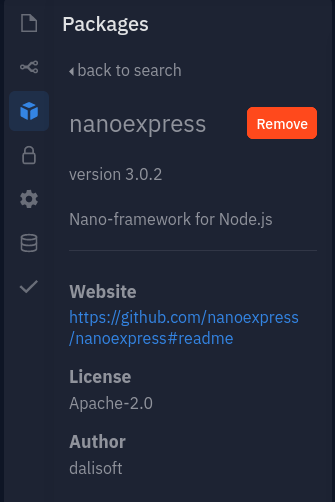 Packages
back to search
nanoexpress
Remove
version 3.0.2
Nano-framework for Node.js
Website
https://github.com/nanoexpress
/nanoexpress#readme
License
Apache-2.0
Author
dalisoft